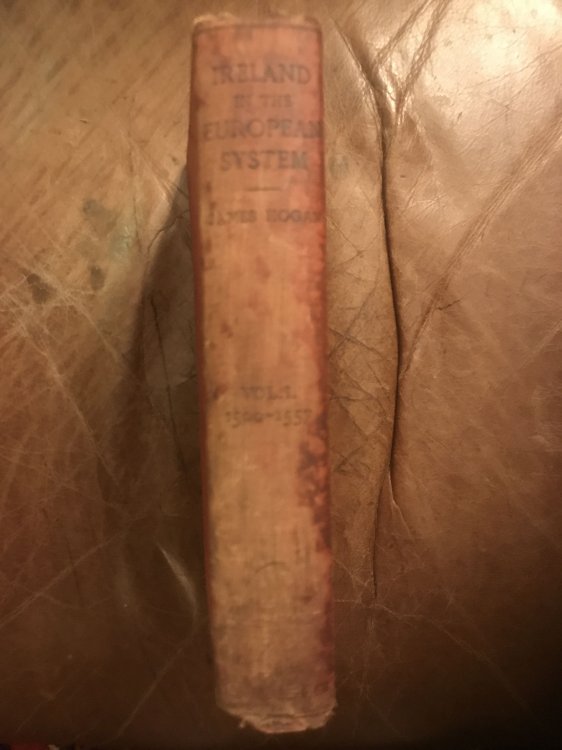 IRELAND
IN THE
EUROPEAN
SYSTEM
JAMES HOGAN
VOL. I.
1500-1557